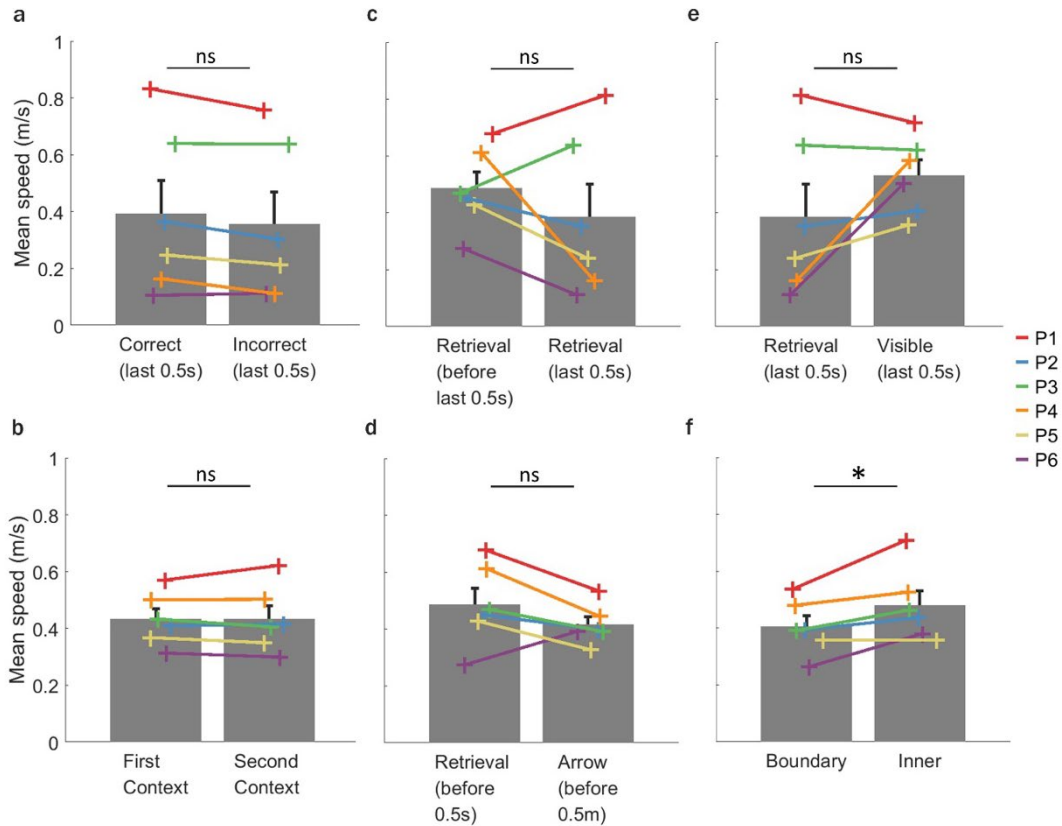 a
ns
Mean speed (m/s)
1
0.8
0.6
0.4
0.2
0
Correct
(last 0.5s)
Incorrect
(last 0.5s)
c
ns
Retrieval
(before
last 0.5s)
Retrieval
(last 0.5s)
e
ns
Retrieval
(last 0.5s)
Visible
(last 0.5s)
P1
P2
P3
P4
P5
P6
b
ns
Mean speed (m/s)
1
0.8
0.6
0.4
0.2
0
First
Context
Second
Context
d
ns
Retrieval
(before
0.5s)
Arrow
(before
0.5m)
f
*
Boundary
Inner